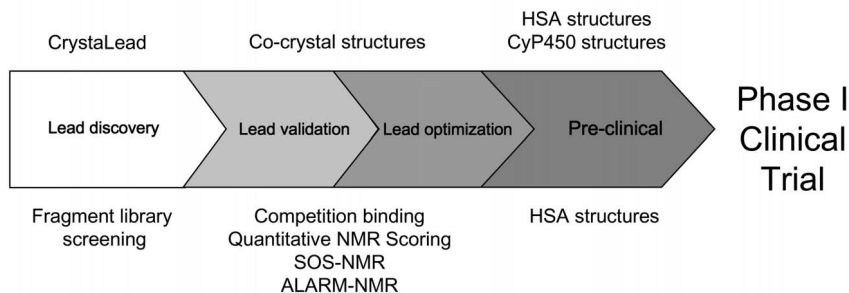 CrystaLead
Co-crystal structures
HSA structures
CyP450 structures
Lead discovery
Lead validation
Lead optimization
Pre-clinical
Phase I
Clinical
Trial
Fragment library
screening
Competition binding
Quantitative NMR Scoring
SOS-NMR
ALARM-NMR
HSA structures